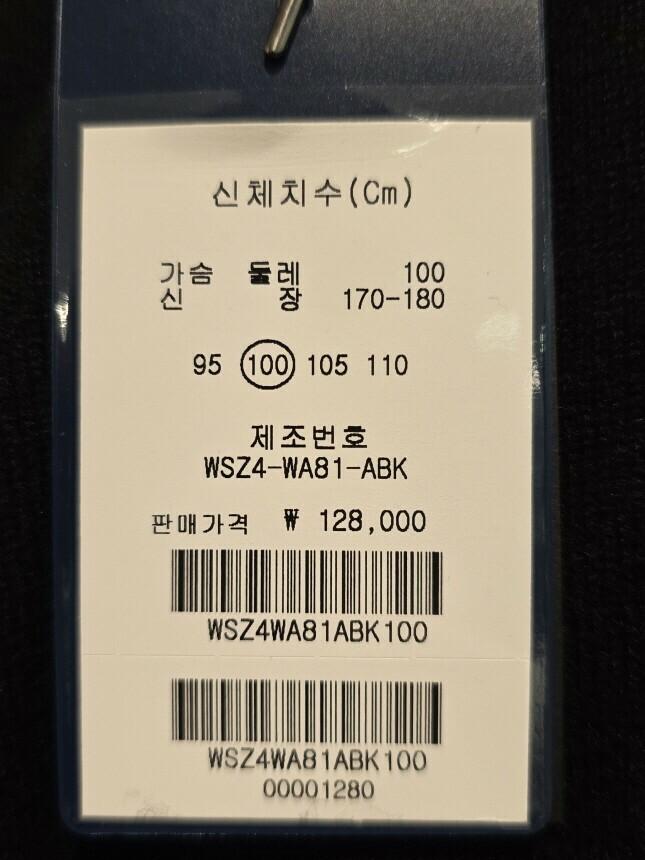 신체치수(Cm)
가슴 둘레 100
신 장 170-180
95 100 105 110
제조번호
WSZ4-WA81-ABK
판매가격 ₩ 128,000
WSZ4WA81ABK100
WSZ4WA81ABK100
00001280